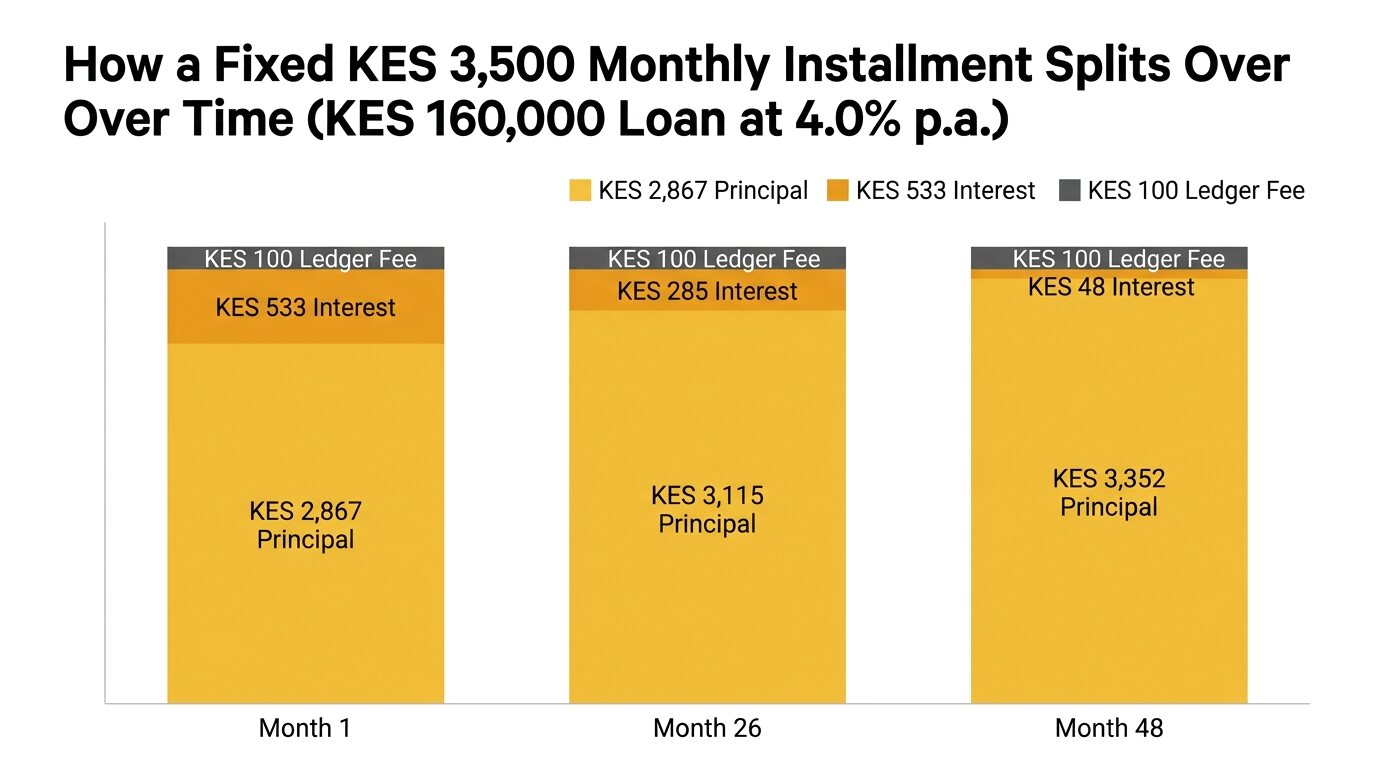 How a Fixed KES 3,500 Monthly Installment Splits Over
Over Time (KES 160,000 Loan at 4.0% p.a.)
KES 2,867 Principal
KES 533 Interest
KES 100 Ledger Fee
KES 100 Ledger Fee
KES 533 Interest
KES 2,867
Principal
Month 1
KES 100 Ledger Fee
KES 285 Interest
KES 3,115
Principal
Month 26
KES 100 Ledger Fee
KES 48 Interest
KES 3,352
Principal
Month 48